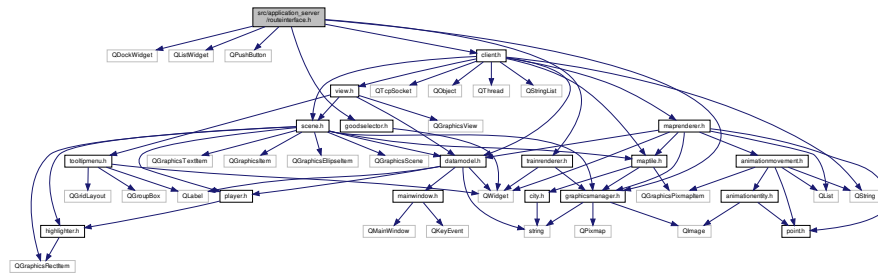 src/application_server
/routeinterface.h
QDockWidget
QListWidget
QPushButton
client.h
view.h
QTcpSocket
QObject
QThread
QStringList
scene.h
goodselector.h
QGraphicsView
maprenderer.h
tooltipmenu.h
QGraphicsTextItem
QGraphicsItem
QGraphicsEllipseItem
QGraphicsScene
datamodel.h
trainrenderer.h
maptile.h
animationmovement.h
QGridLayout
QGroupBox
QLabel
player.h
mainwindow.h
QWidget
city.h
graphicmanager.h
QGraphicsPixmapItem
animationentity.h
QList
QString
highlighter.h
QMainWindow
QKeyEvent
string
QPixmap
QImage
point.h
QGraphicsRectItem